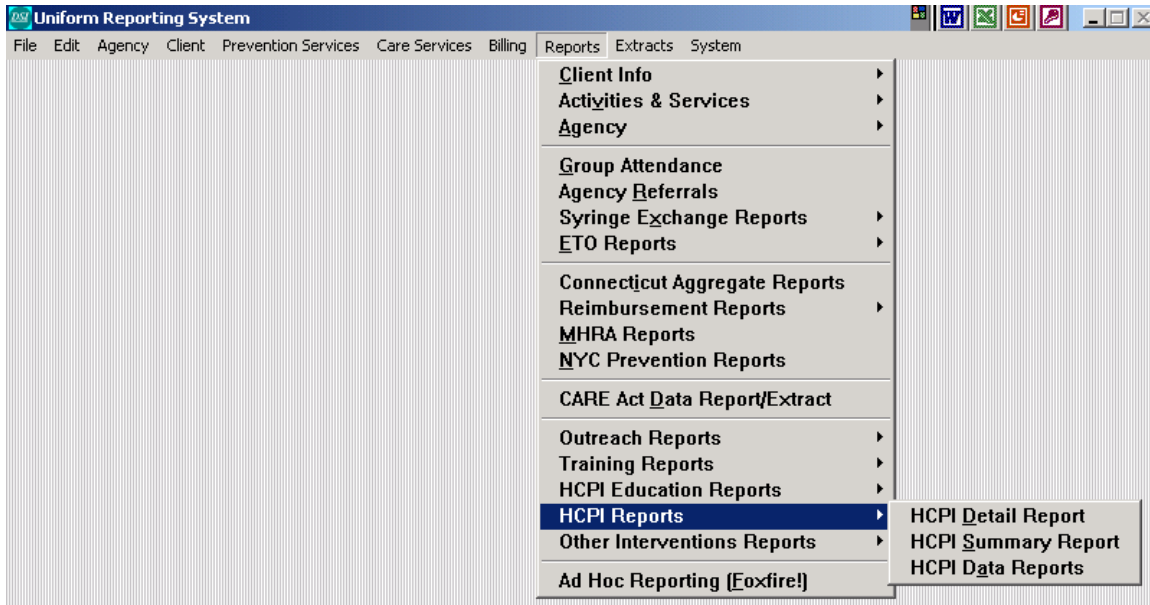 Uniform Reporting System
File Edit Agency Client Prevention Services Care Services Billing Reports Extracts System
Client Info
Activities & Services
Agency
Group Attendance
Agency Referrals
Syringe Exchange Reports
ETO Reports
Connecticut Aggregate Reports
Reimbursement Reports
MHRA Reports
NYC Prevention Reports
CARE Act Data Report/Extract
Outreach Reports
Training Reports
HCPI Education Reports
HCPI Reports
Other Interventions Reports
Ad Hoc Reporting (Foxfire!)
HCPI Detail Report
HCPI Summary Report
HCPI Data Reports